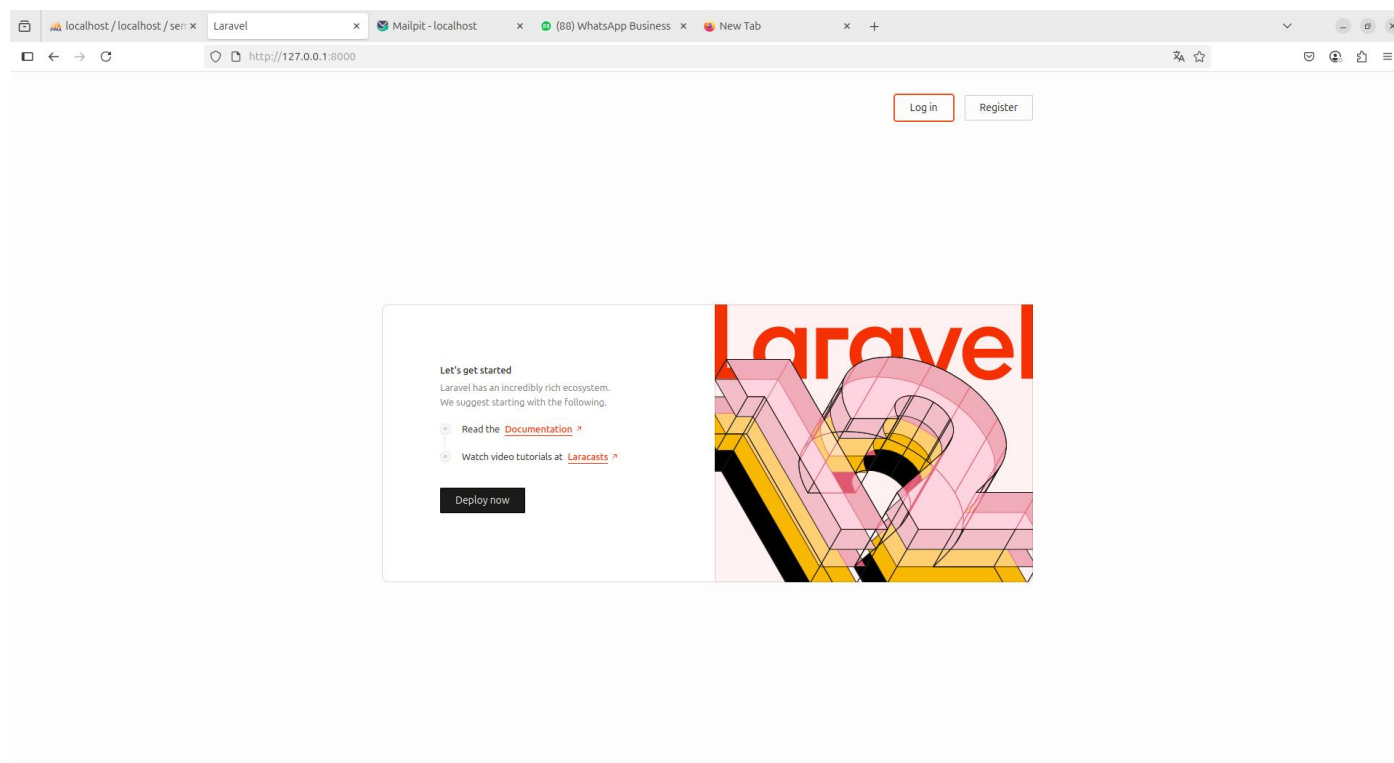 localhost / localhost / sen
Laravel
Mailpit - localhost
(88) WhatsApp Business
New Tab
http://127.0.0.1:8000
Log in
Register
Let's get started
Laravel has an incredibly rich ecosystem.
We suggest starting with the following.
Read the Documentation
Watch video tutorials at Laracasts
Deploy now
Laravel